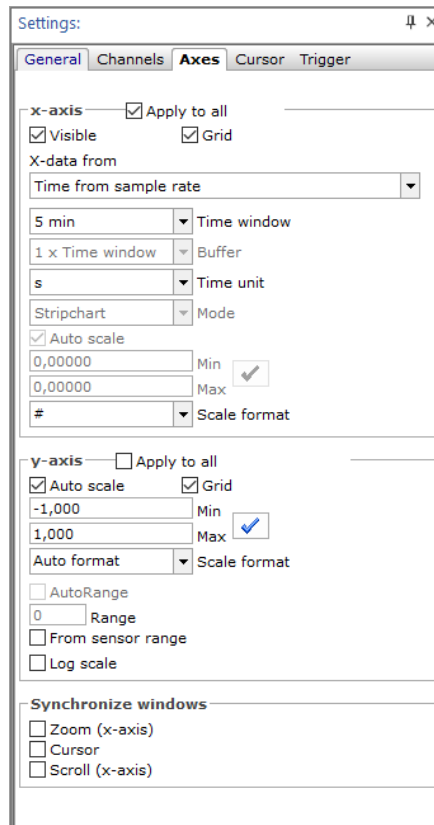 Settings:
General Channels Axes Cursor Trigger
x-axis Apply to all
Visible Grid
X-data from
Time from sample rate
5 min Time window
1 x Time window Buffer
s Time unit
Stripchart Mode
Auto scale
0,00000 Min
0,00000 Max
# Scale format
y-axis Apply to all
Auto scale Grid
-1,000 Min
1,000 Max
Auto format Scale format
AutoRange
0 Range
From sensor range
Log scale
Synchronize windows
Zoom (x-axis)
Cursor
Scroll (x-axis)